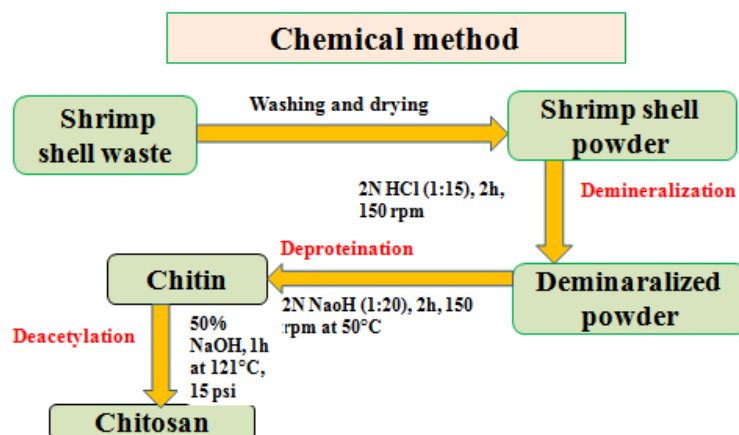 Chemical method
Washing and drying
Shrimp
shell waste
Shrimp shell
powder
2N HCl (1:15), 2h,
150 rpm
Demineralization
Deproteination
Chitin
Deminaralized
powder
2N NaoH (1:20), 2h, 150
rpm at 50°C
Deacetylation
50%
NaOH, 1h
at 121°C,
15 psi
Chitosan